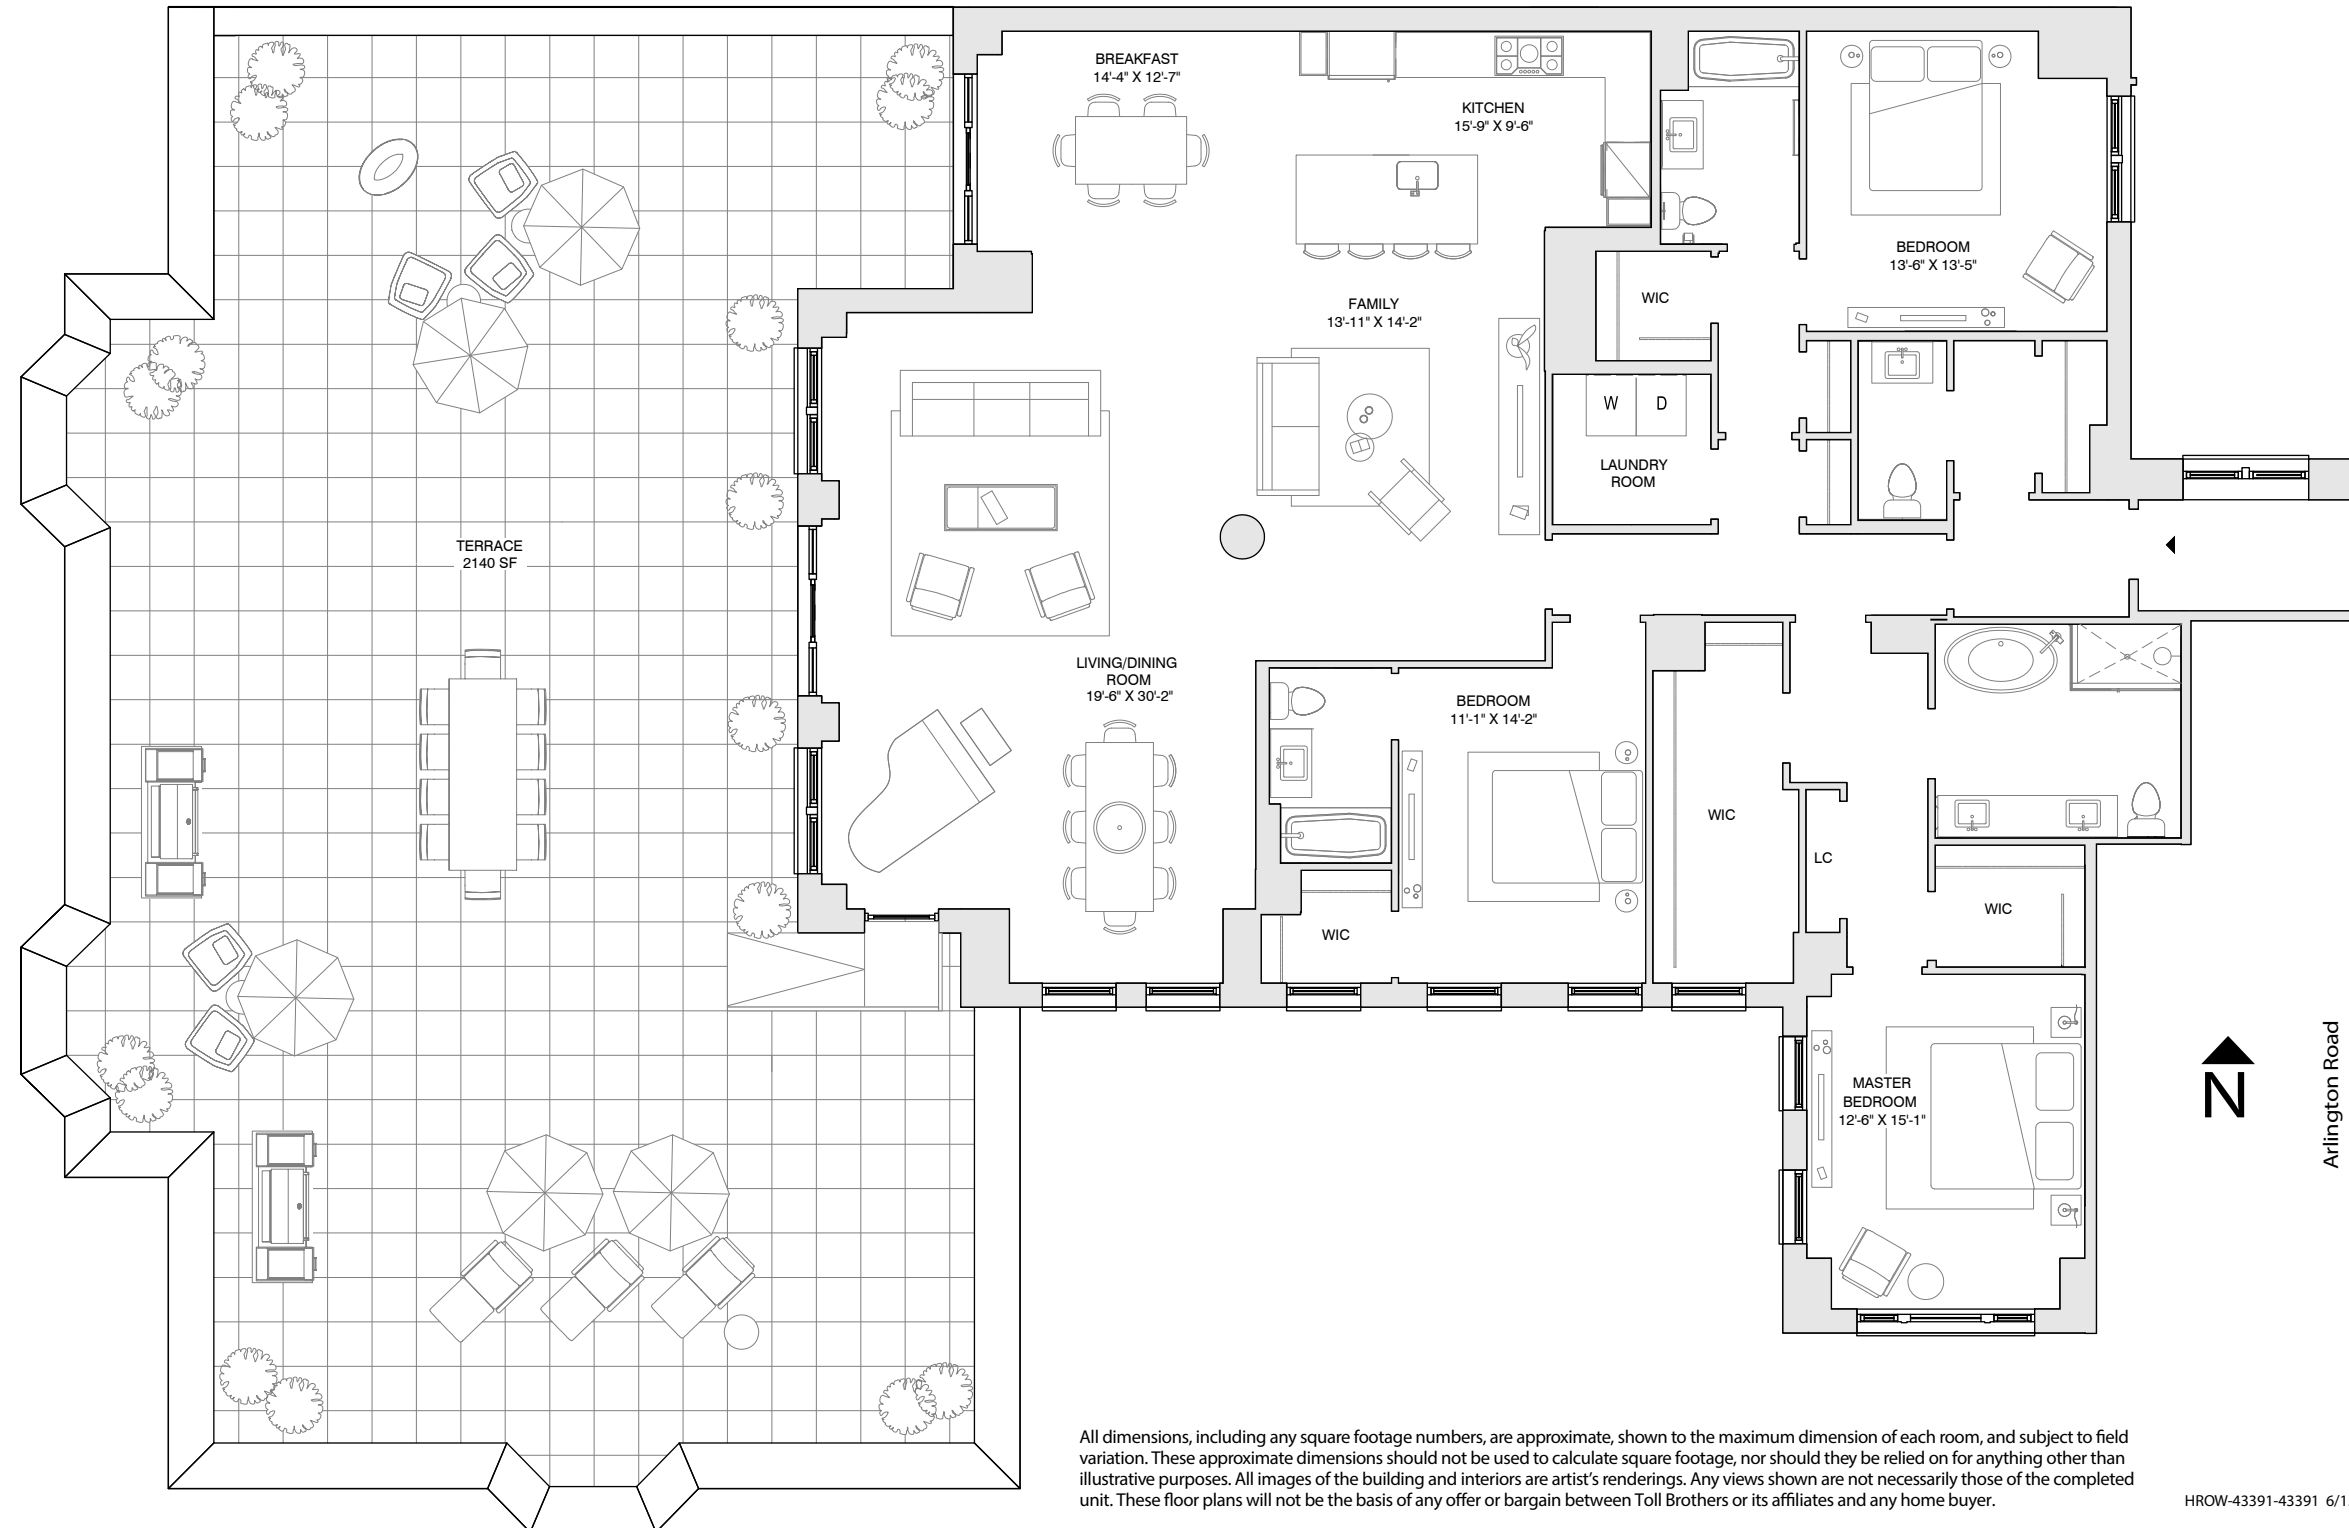 BREAKFAST
14'-4" X 12'-7"
KITCHEN
15'-9" X 9'-6"
BEDROOM
13'-6" X 13'-5"
WIC
FAMILY
13'-11" X 14'-2"
W D
LAUNDRY
ROOM
TERRACE
2140 SF
LIVING/DINING
ROOM
19'-6" X 30'-2"
BEDROOM
11'-1" X 14'-2"
WIC
LC
WIC
WIC
MASTER
BEDROOM
12'-6" X 15'-1"
N
Arlington Road
All dimensions, including any square footage numbers, are approximate, shown to the maximum dimension of each room, and subject to field
variation. These approximate dimensions should not be used to calculate square footage, nor should they be relied on for anything other than
illustrative purposes. All images of the building and interiors are artist's renderings. Any views shown are not necessarily those of the completed
unit. These floor plans will not be the basis of any offer or bargain between Toll Brothers or its affiliates and any home buyer.
HROW-43391-43391 6/1